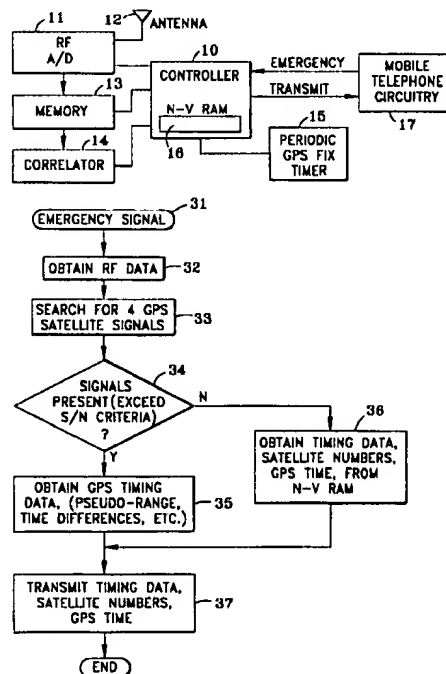 12
ANTENNA
11
RF
A/D
13
MEMORY
14
CORRELATOR
10
CONTROLLER
N-V RAM
16
EMERGENCY
TRANSMIT
MOBILE
TELEPHONE
CIRCUITRY
17
15
PERIODIC
GPS FIX
TIMER
EMERGENCY SIGNAL
31
OBTAIN RF DATA
32
SEARCH FOR 4 GPS
SATELLITE SIGNALS
33
34
SIGNALS
PRESENT(EXCEED
S/N CRITERIA)
?
N
Y
36
OBTAIN TIMING DATA,
SATELLITE NUMBERS,
GPS TIME, FROM
N-V RAM
OBTAIN GPS TIMING
DATA, (PSEUDO-RANGE,
TIME DIFFERENCES, ETC.)
35
TRANSMIT TIMING DATA,
SATELLITE NUMBERS,
GPS TIME
37
END